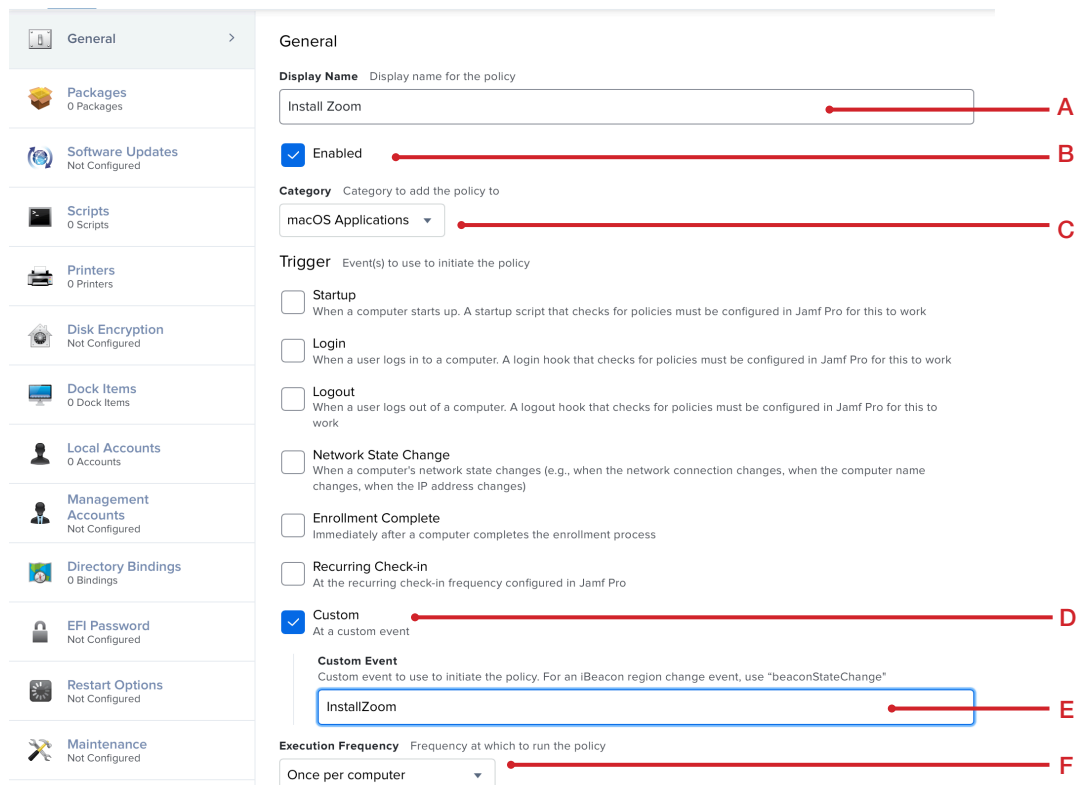 General
Packages
0 Packages
Software Updates
Not Configured
Scripts
0 Scripts
Printers
0 Printers
Disk Encryption
Not Configured
Dock Items
0 Dock Items
Local Accounts
0 Accounts
Management
Accounts
Not Configured
Directory Bindings
0 Bindings
EFI Password
Not Configured
Restart Options
Not Configured
Maintenance
Not Configured
General
Display Name Display name for the policy
Install Zoom
A
Enabled
B
Category Category to add the policy to
macOS Applications
C
Trigger Event(s) to use to initiate the policy
Startup
When a computer starts up. A startup script that checks for policies must be configured in Jamf Pro for this to work
Login
When a user logs in to a computer. A login hook that checks for policies must be configured in Jamf Pro for this to work
Logout
When a user logs out of a computer. A logout hook that checks for policies must be configured in Jamf Pro for this to
work
Network State Change
When a computer's network state changes (e.g., when the network connection changes, when the computer name
changes, when the IP address changes)
Enrollment Complete
Immediately after a computer completes the enrollment process
Recurring Check-in
At the recurring check-in frequency configured in Jamf Pro
Custom
D
At a custom event
Custom Event
Custom event to use to initiate the policy. For an iBeacon region change event, use "beaconStateChange"
InstallZoom
E
Execution Frequency Frequency at which to run the policy
F
Once per computer